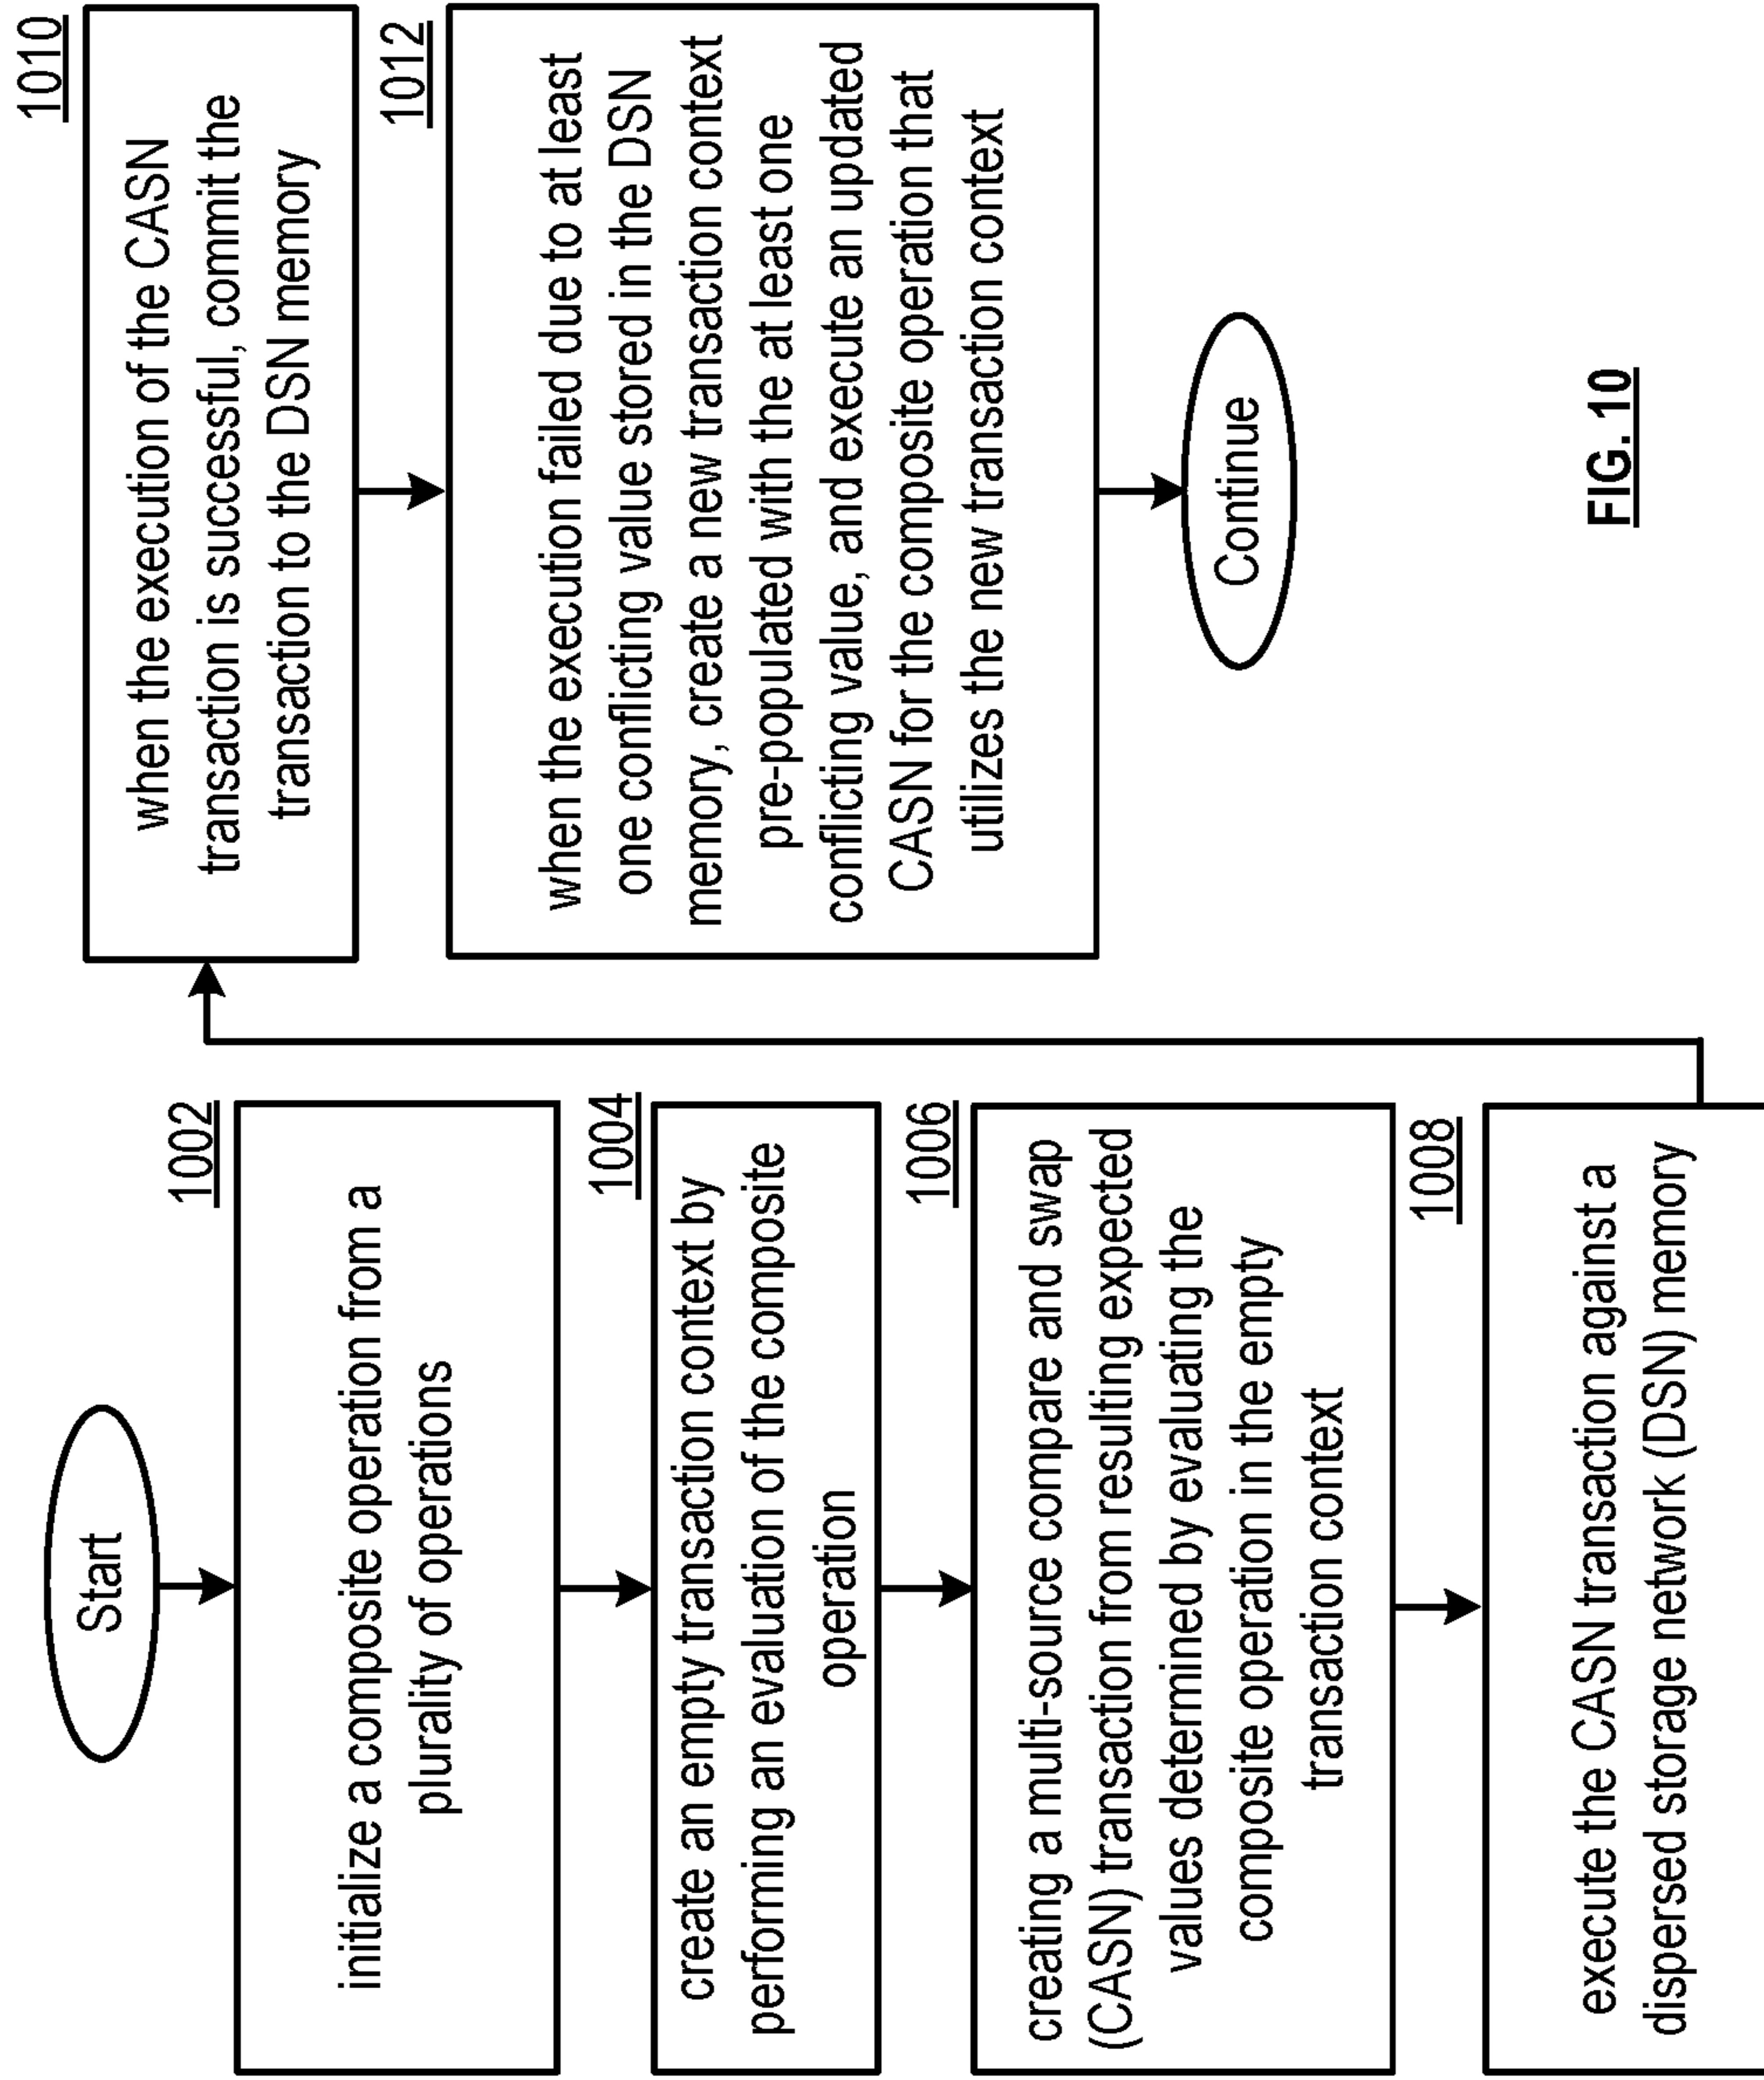 Start
1002
initialize a composite operation from a
plurality of operations
1004
create an empty transaction context by
performing an evaluation of the composite
operation
1006
creating a multi-source compare and swap
(CASN) transaction from resulting expected
values determined by evaluating the
composite operation in the empty
transaction context
1008
execute the CASN transaction against a
dispersed storage network (DSN) memory
1010
when the execution of the CASN
transaction is successful, commit the
transaction to the DSN memory
1012
when the execution failed due to at least
one conflicting value stored in the DSN
memory, create a new transaction context
pre-populated with the at least one
conflicting value, and execute an updated
CASN for the composite operation that
utilizes the new transaction context
Continue
FIG. 10